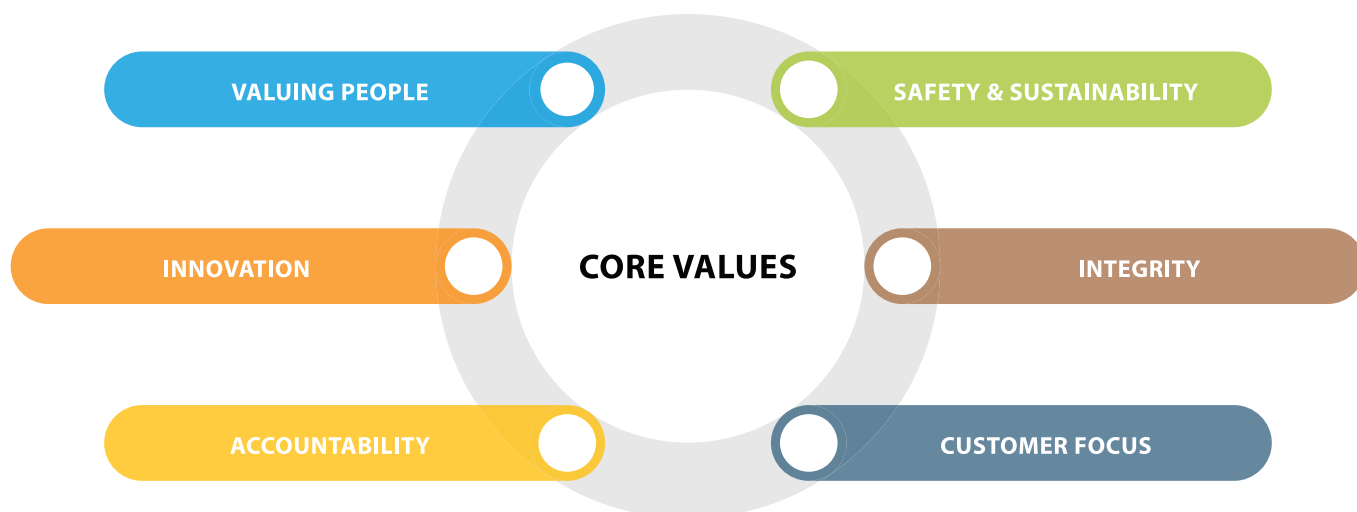 VALUING PEOPLE
SAFETY & SUSTAINABILITY
INNOVATION
CORE VALUES
INTEGRITY
ACCOUNTABILITY
CUSTOMER FOCUS